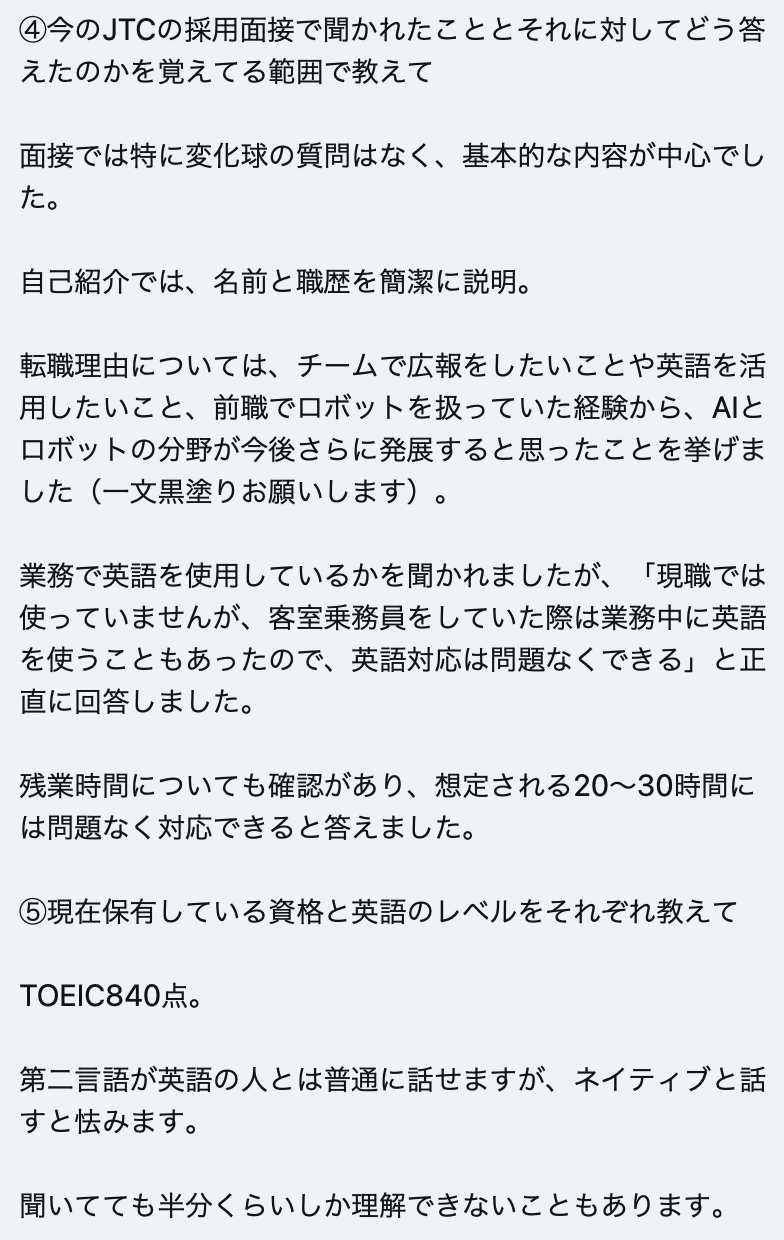 ④今のJTCの採用面接で聞かれたこととそれに対してどう答
えたのかを覚えてる範囲で教えて
面接では特に変化球の質問はなく、基本的な内容が中心でし
た。
自己紹介では、名前と職歴を簡潔に説明。
転職理由については、チームで広報をしたいことや英語を活
用したいこと、前職でロボットを扱っていた経験から、AIと
ロボットの分野が今後さらに発展すると思ったことを挙げま
した（一文黒塗りお願いします）。
業務で英語を使用しているかを聞かれましたが、「現職では
使っていませんが、客室乗務員をしていた際は業務中に英語
を使うこともあったので、英語対応は問題なくできる」と正
直に回答しました。
残業時間についても確認があり、想定される20〜30時間に
は問題なく対応できると答えました。
⑤現在保有している資格と英語のレベルをそれぞれ教えて
TOEIC840点。
第二言語が英語の人とは普通に話せますが、ネイティブと話
すと怯みます。
聞いてても半分くらいしか理解できないこともあります。